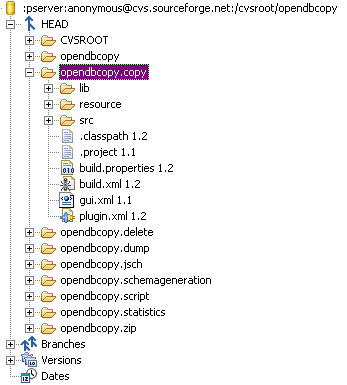 :pserver:anonymous@cvs.sourceforge.net:/cvsroot/opendbcopy
HEAD
CVSROOT
opendbcopy
opendbcopy.copy
lib
resource
src
.classpath 1.2
.project 1.1
build.properties 1.2
build.xml 1.2
gui.xml 1.1
plugin.xml 1.2
opendbcopy.delete
opendbcopy.dump
opendbcopy.jsch
opendbcopy.schemageneration
opendbcopy.script
opendbcopy.statistics
opendbcopy.zip
Branches
Versions
Dates